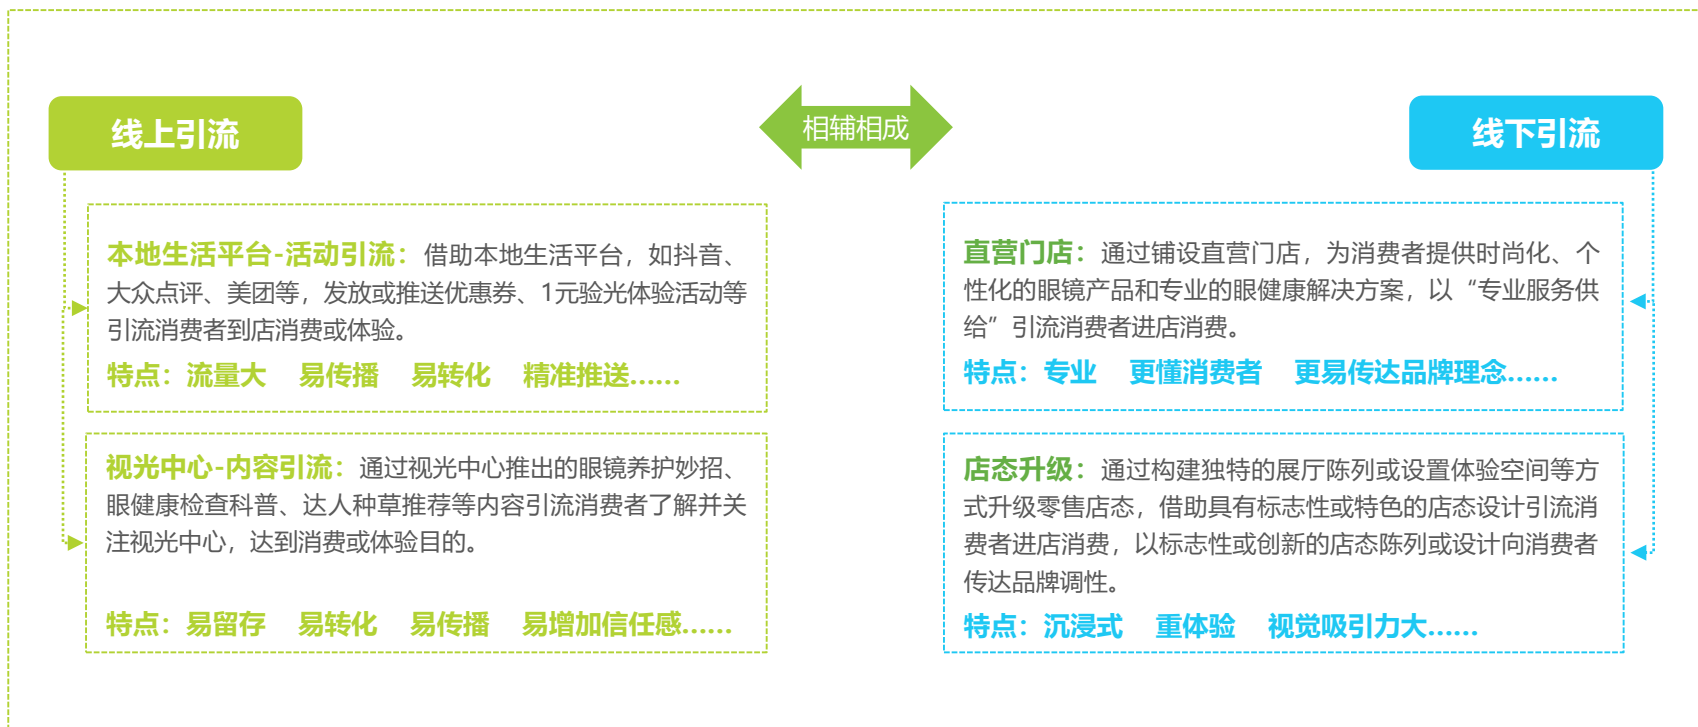 线上引流
相辅相成
线下引流
本地生活平台-活动引流：借助本地生活平台，如抖音、
大众点评、美团等，发放或推送优惠券、1元验光体验活动等
引流消费者到店消费或体验。
特点：流量大 易传播 易转化 精准推送……
视光中心-内容引流：通过视光中心推出的眼镜养护妙招、
眼健康检查科普、达人种草推荐等内容引流消费者了解并关
注视光中心，达到消费或体验目的。
特点：易留存 易转化 易传播 易增加信任感……
直营门店：通过铺设直营门店，为消费者提供时尚化、个
性化的眼镜产品和专业的眼健康解决方案，以“专业服务供
给”引流消费者进店消费。
特点：专业 更懂消费者 更易传达品牌理念……
店态升级：通过构建独特的展厅陈列或设置体验空间等方
式升级零售店态，借助具有标志性或特色的店态设计引流消
费者进店消费，以标志性或创新的店态陈列或设计向消费者
传达品牌调性。
特点：沉浸式 重体验 视觉吸引力大……